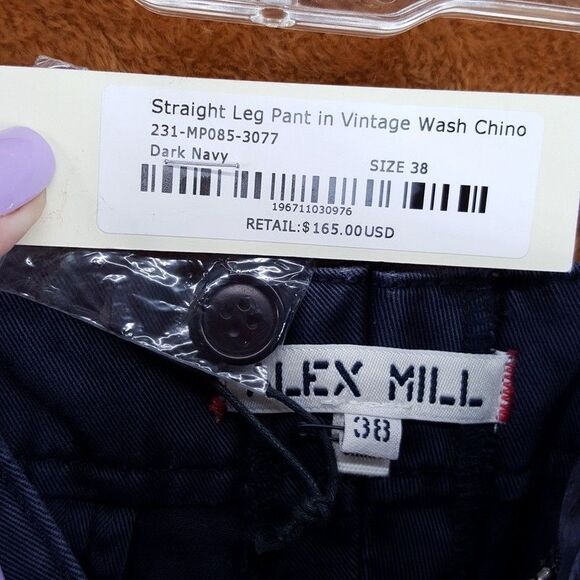 Straight Leg Pant in Vintage Wash Chino
231-MP085-3077
Dark Navy SIZE 38
196711030976
RETAIL:$165.00USD
LEX MILL
38